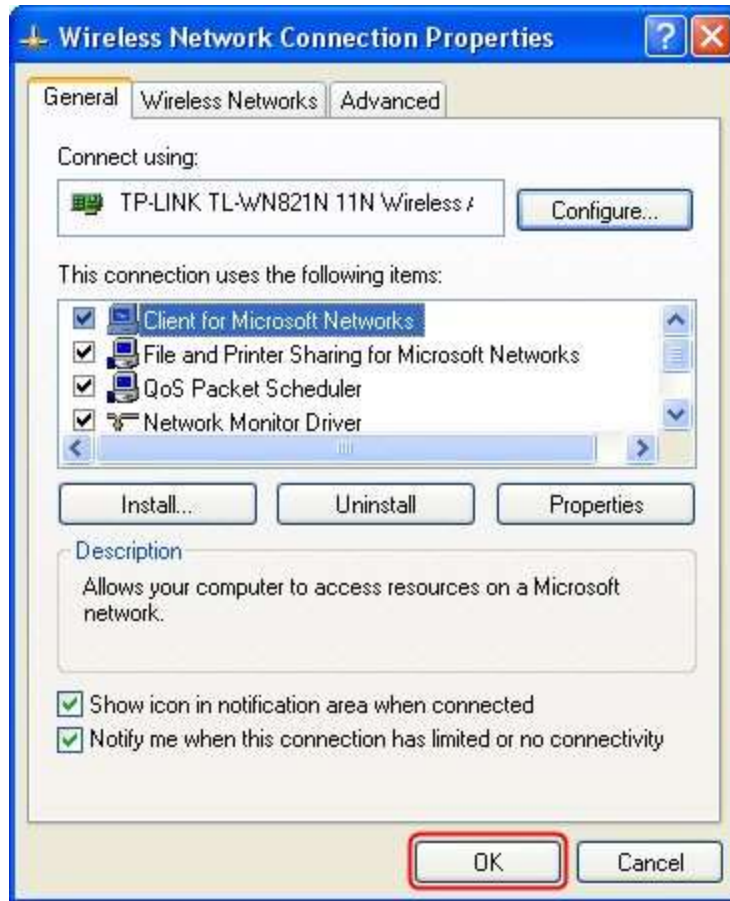 Wireless Network Connection Properties
General Wireless Networks Advanced
Connect using:
TP-LINK TL-WN821N 11N Wireless A
Configure...
This connection uses the following items:
Client for Microsoft Networks
File and Printer Sharing for Microsoft Networks
QoS Packet Scheduler
Network Monitor Driver
Install... Uninstall Properties
Description
Allows your computer to access resources on a Microsoft
network.
Show icon in notification area when connected
Notify me when this connection has limited or no connectivity
OK Cancel